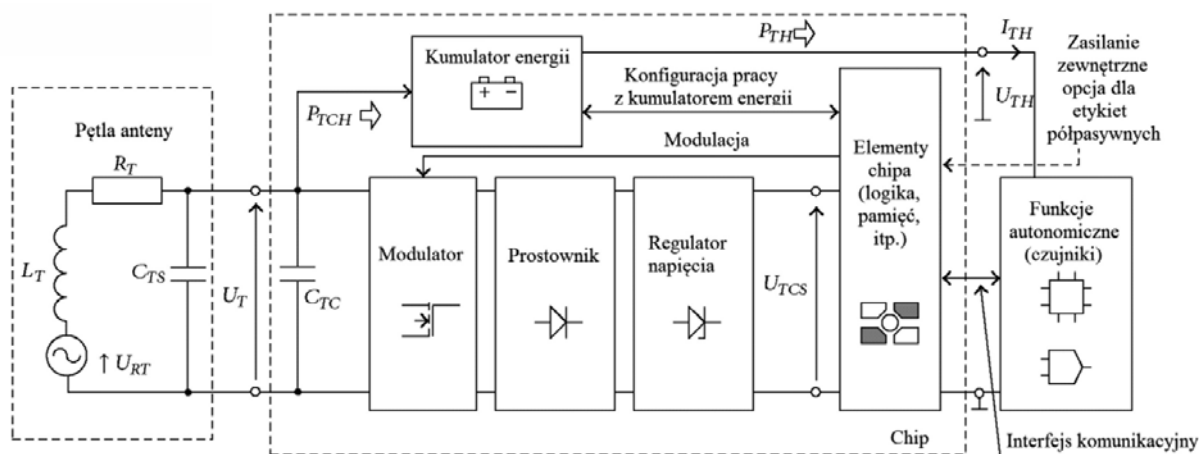 P_TH
I_TH
Zasilanie
zewnętrzne
opcja dla
etykiet
półpasywnych
Kumulator energii
+ −
Konfiguracja pracy
z kumulatorem energii
U_TH
P_TCH
Pętla anteny
Modulacja
R_T
Elementy
chipa
(logika,
pamięć,
itp.)
Funkcje
autonomiczne
(czujniki)
L_T
C_TS
U_T
C_TC
Modulator
Prostownik
Regulator
napięcia
U_TCS
↑ U_RT
Chip
Interfejs komunikacyjny